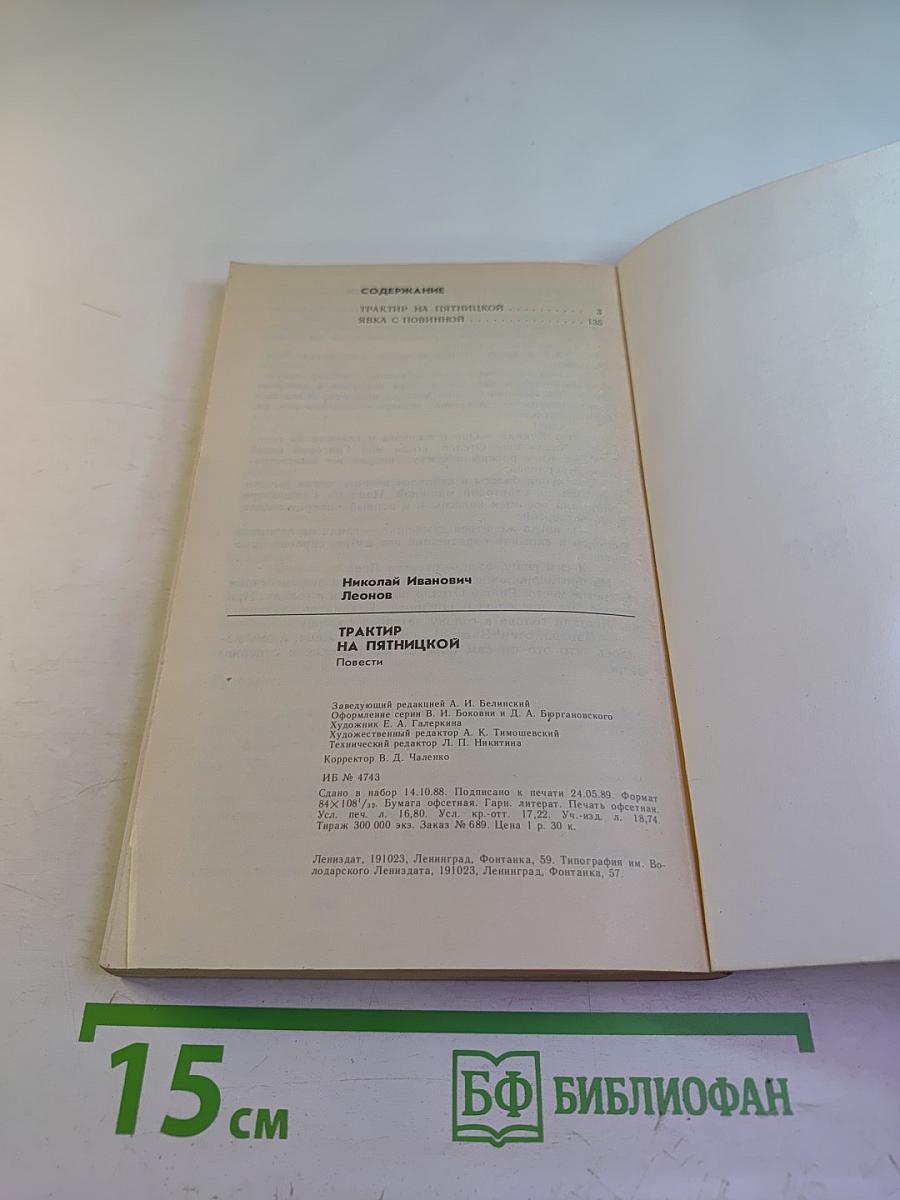 СОДЕРЖАНИЕ
ТРАКТИР НА ПЯТНИЦКОЙ . . . . . . . . . . 3
ЯВКА С ПОВИННОЙ . . . . . . . . . . . . . . . 135
Николай Иванович
Леонов
ТРАКТИР
НА ПЯТНИЦКОЙ
Повести
Заведующий редакцией А. И. Белинский
Оформление серии В. И. Боковни и Д. А. Бюргановского
Художник Е. А. Галеркина
Художественный редактор А. К. Тимошевский
Технический редактор Л. П. Никитина
Корректор В. Д. Чаленко
ИБ № 4743
Сдано в набор 14.10.88. Подписано к печати 24.05.89. Формат
84×108¹/₃₂. Бумага офсетная. Гарн. литерат. Печать офсетная.
Усл. печ. л. 16,80. Усл. кр.-отт. 17,22. Уч.-изд. л. 18,74.
Тираж 300 000 экз. Заказ № 689. Цена 1 р. 30 к.
Лениздат, 191023, Ленинград, Фонтанка, 59. Типография им. Во-
лодарского Лениздата, 191023, Ленинград, Фонтанка, 57.
15 см
БФ БИБЛИОФАН